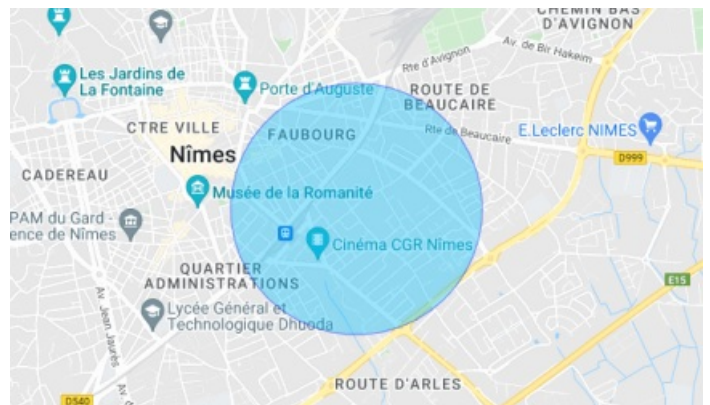 CHEMIN BAS
D'AVIGNON
Av. de Bir Hakeim
Rte d'Avignon
Les Jardins de
La Fontaine
Porte d'Auguste
ROUTE DE
BEAUCAIRE
CTRE VILLE
FAUBOURG
Rte de Beaucaire
E.Leclerc NIMES
Nîmes
D999
CADEREAU
Musée de la Romanité
PAM du Gard -
ence de Nîmes
Cinéma CGR Nîmes
QUARTIER
ADMINISTRATIONS
E15
Av. Jean Jaurès
Lycée Général et
Technologique Dhuoda
Av. d
ROUTE D'ARLES
D540